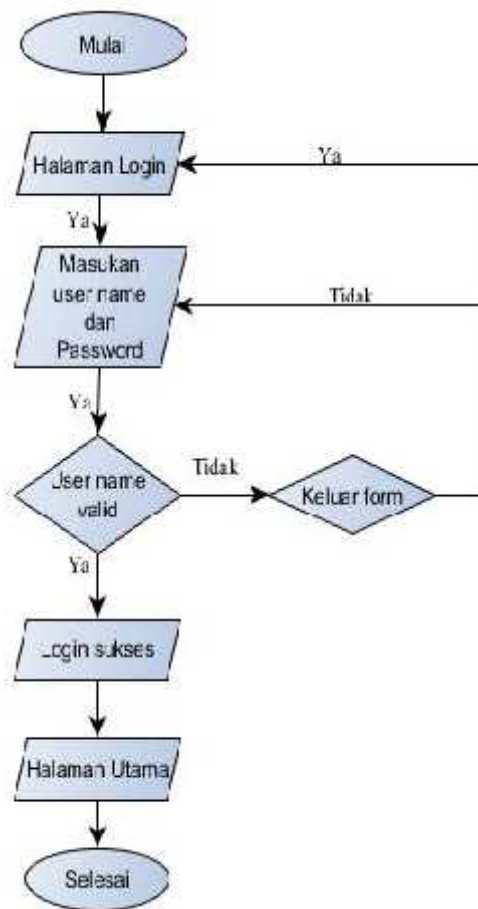 Mulai
Halaman Login
Ya
Ya
Masukan
user name
dan
Password
Tidak
Ya
User name
valid
Tidak
Keluar form
Ya
Login sukses
Halaman Utama
Selesai